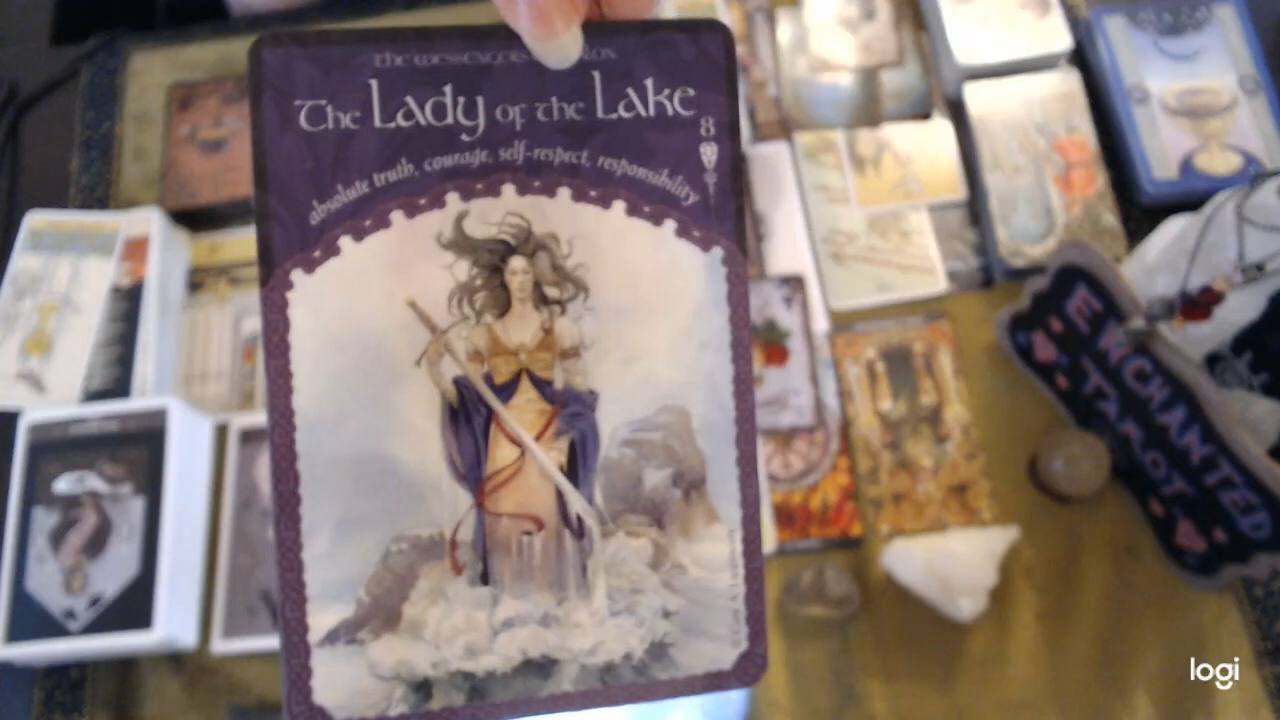 The Lady of the Lake
8
absolute truth, courage, self-respect, responsibility
ENCHANTED
TAROT
logi